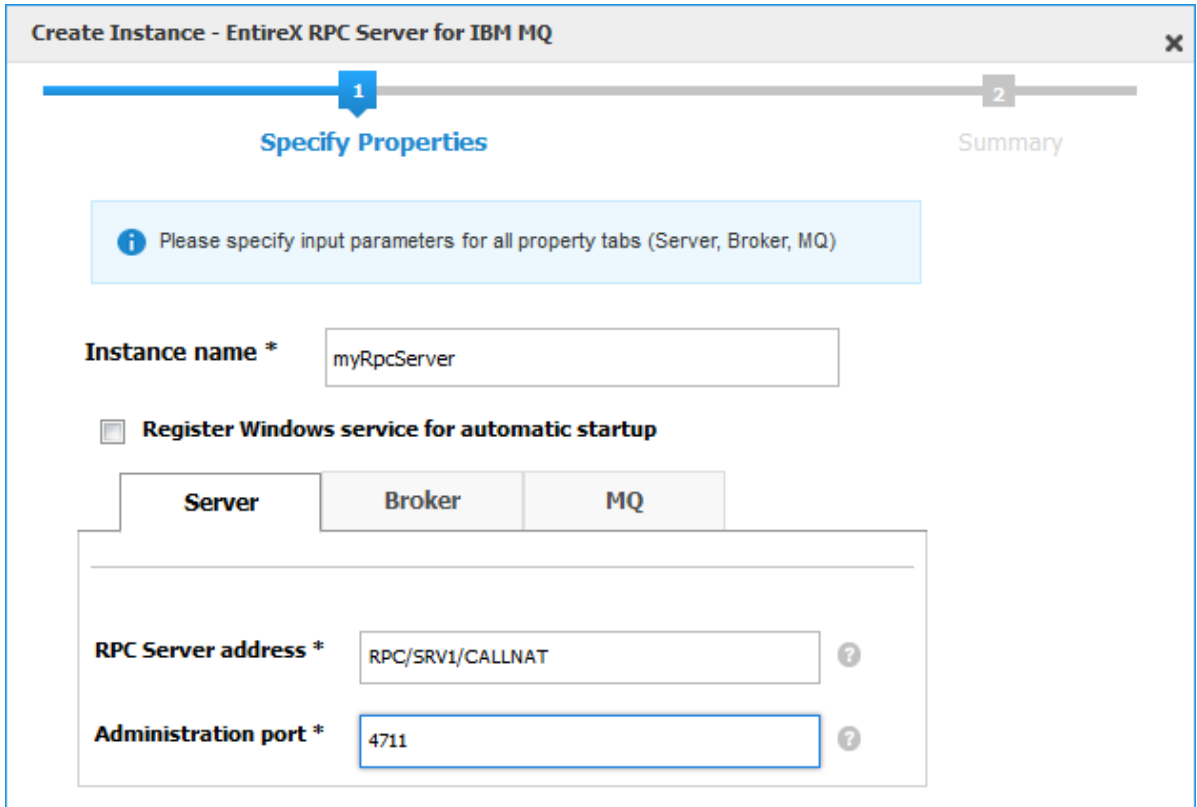 Create Instance - EntireX RPC Server for IBM MQ
1
2
Specify Properties
Summary
Please specify input parameters for all property tabs (Server, Broker, MQ)
Instance name *
myRpcServer
Register Windows service for automatic startup
Server Broker MQ
RPC Server address *
RPC/SRV1/CALLNAT
?
Administration port *
4711
?